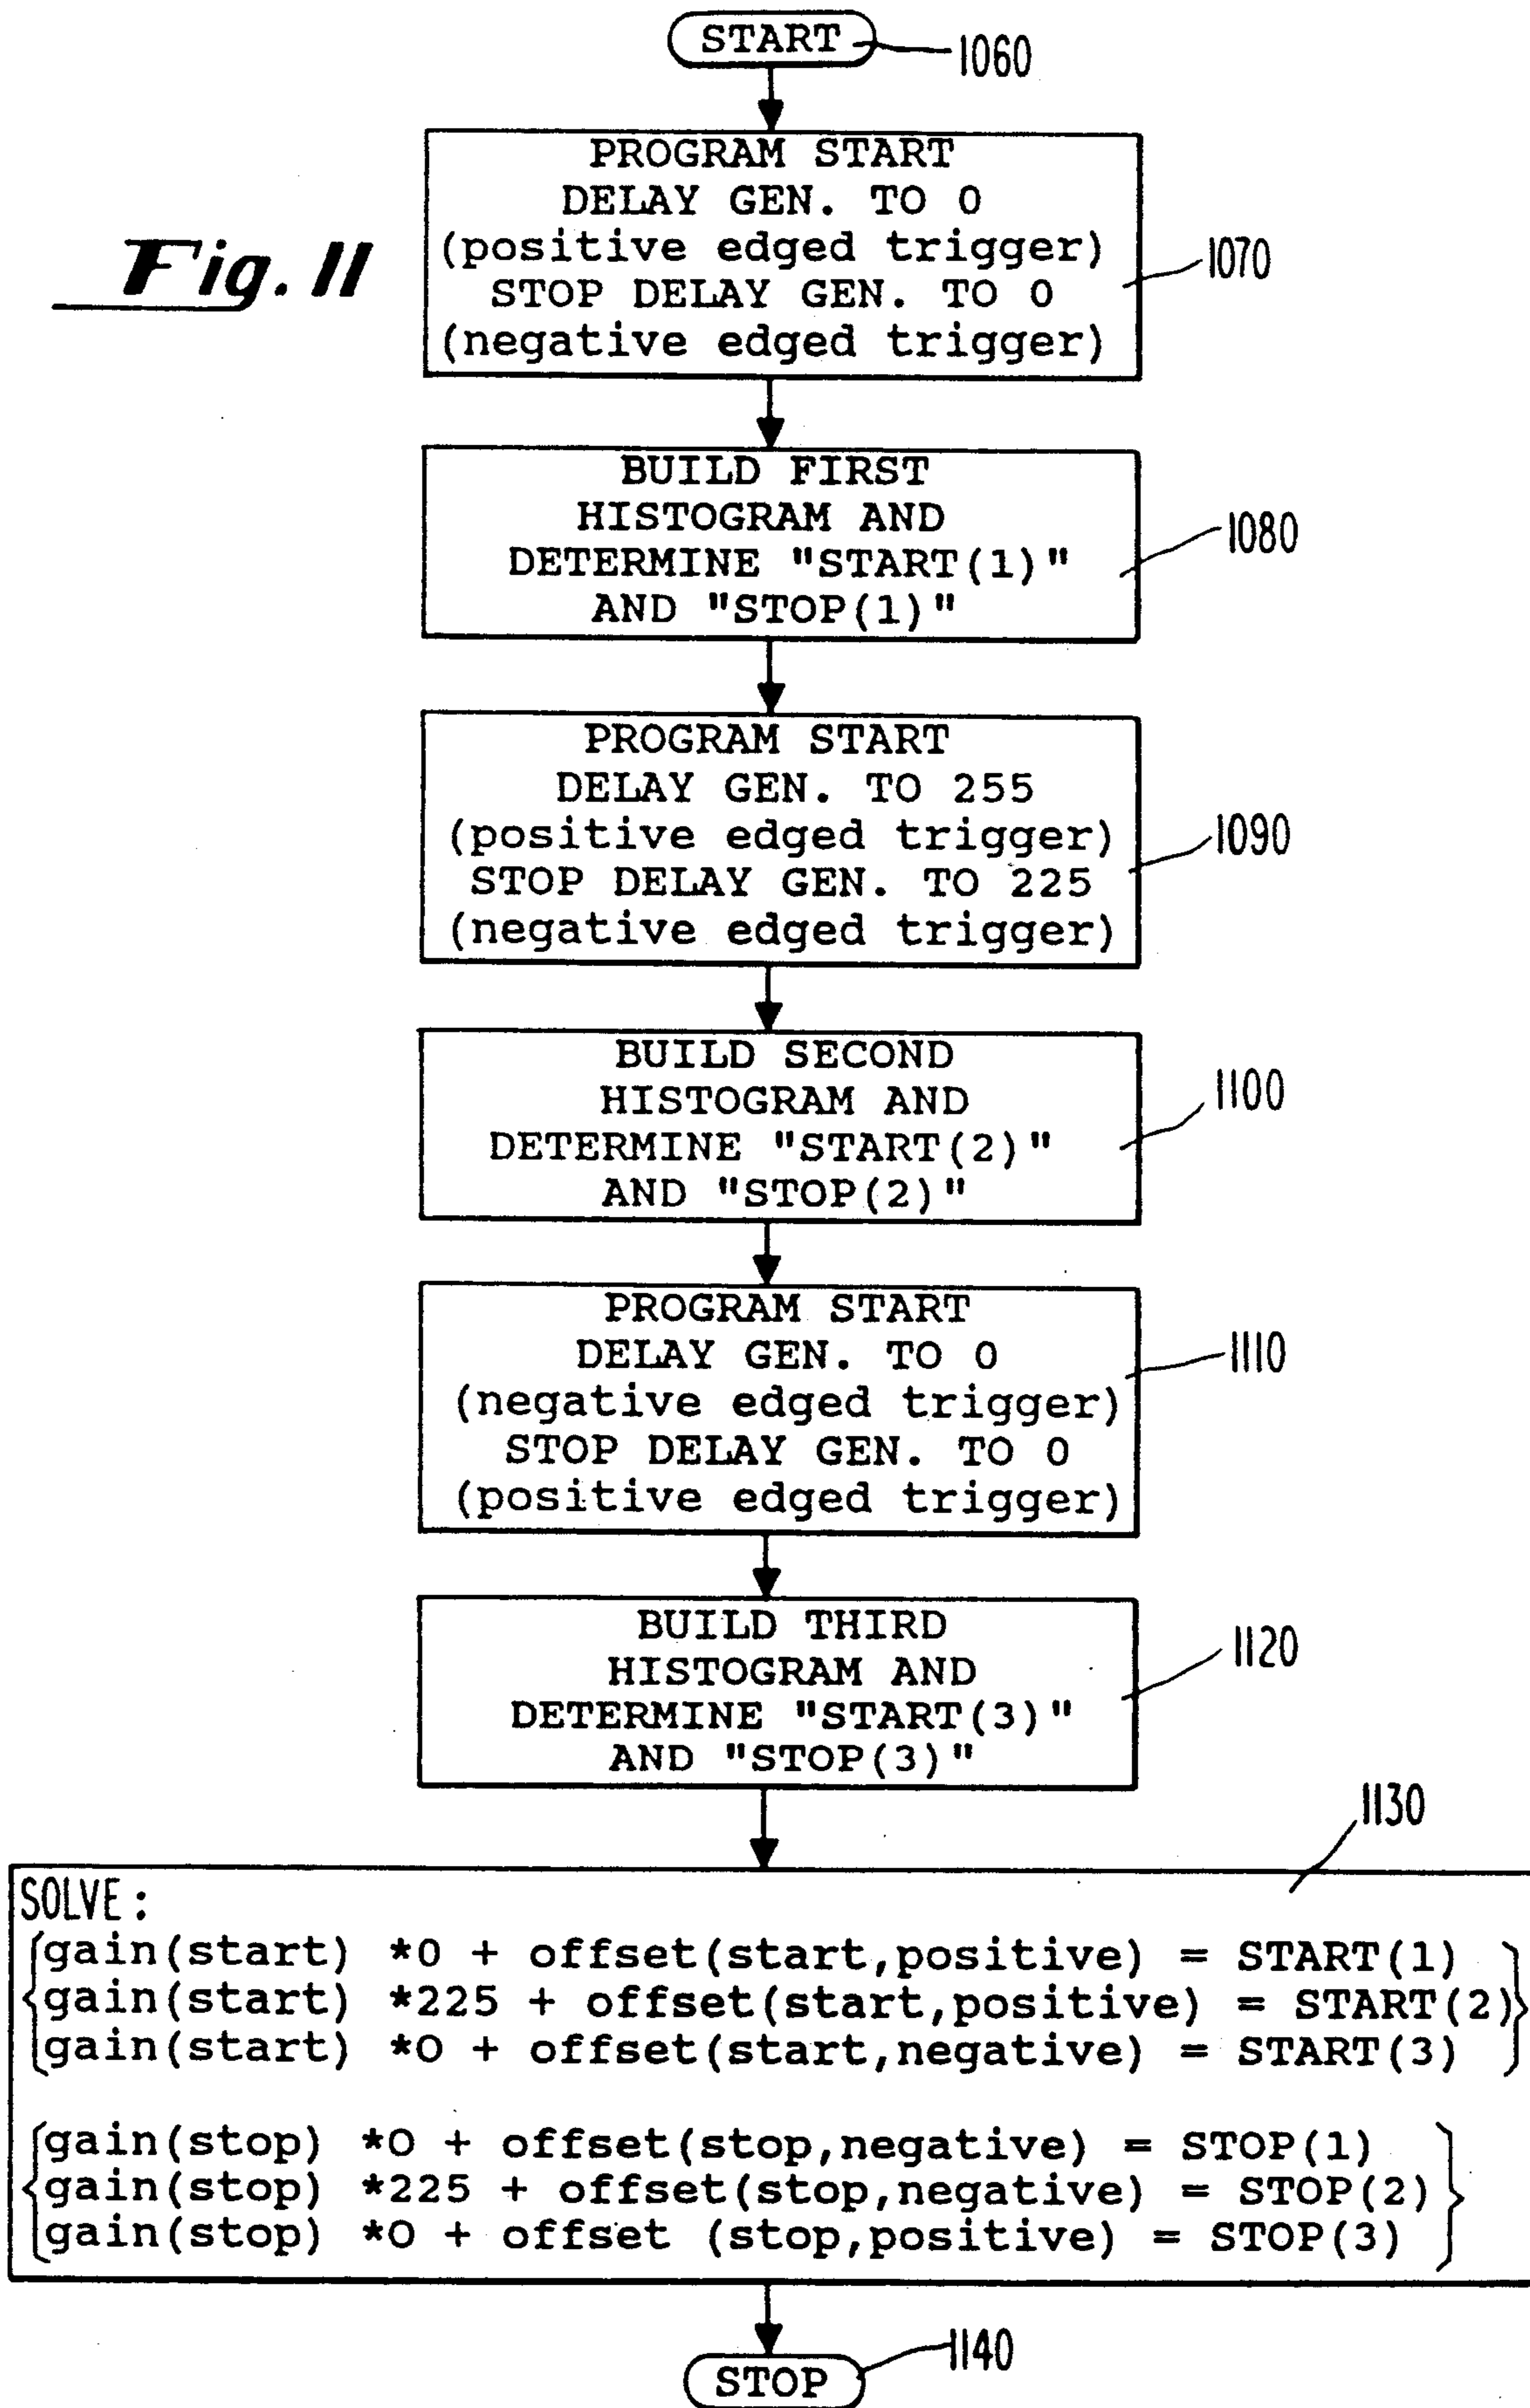 START
1060
Fig. 11
PROGRAM START
DELAY GEN. TO 0
(positive edged trigger)
STOP DELAY GEN. TO 0
(negative edged trigger)
1070
BUILD FIRST
HISTOGRAM AND
DETERMINE "START(1)"
AND "STOP(1)"
1080
PROGRAM START
DELAY GEN. TO 255
(positive edged trigger)
STOP DELAY GEN. TO 225
(negative edged trigger)
1090
BUILD SECOND
HISTOGRAM AND
DETERMINE "START(2)"
AND "STOP(2)"
1100
PROGRAM START
DELAY GEN. TO 0
(negative edged trigger)
STOP DELAY GEN. TO 0
(positive edged trigger)
1110
BUILD THIRD
HISTOGRAM AND
DETERMINE "START(3)"
AND "STOP(3)"
1120
1130
SOLVE:
gain(start) *0 + offset(start,positive) = START(1)
gain(start) *225 + offset(start,positive) = START(2)
gain(start) *0 + offset(start,negative) = START(3)
gain(stop) *0 + offset(stop,negative) = STOP(1)
gain(stop) *225 + offset(stop,negative) = STOP(2)
gain(stop) *0 + offset (stop,positive) = STOP(3)
STOP
1140